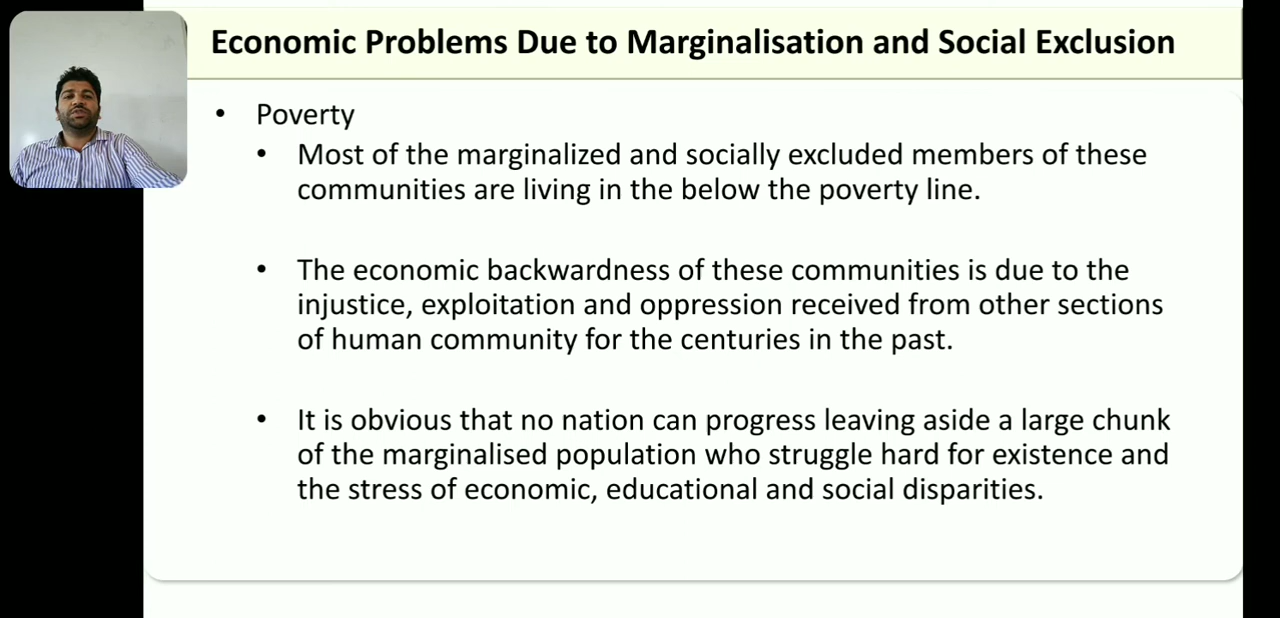 Economic Problems Due to Marginalisation and Social Exclusion
• Poverty
• Most of the marginalized and socially excluded members of these
communities are living in the below the poverty line.
• The economic backwardness of these communities is due to the
injustice, exploitation and oppression received from other sections
of human community for the centuries in the past.
• It is obvious that no nation can progress leaving aside a large chunk
of the marginalised population who struggle hard for existence and
the stress of economic, educational and social disparities.